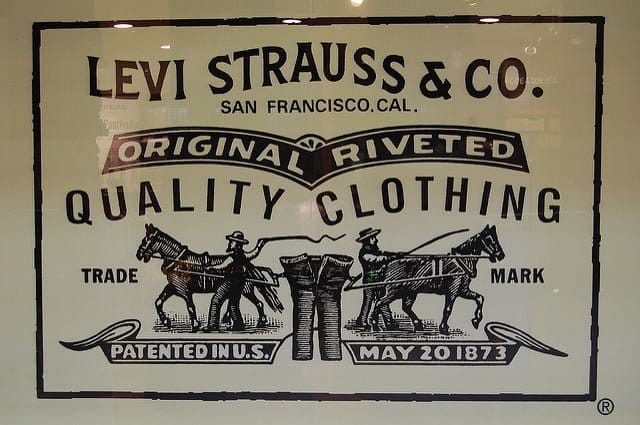 LEVI STRAUSS & CO.
SAN FRANCISCO. CAL.
ORIGINAL RIVETED
QUALITY CLOTHING
TRADE MARK
PATENTED IN U.S. MAY 20 1873
®